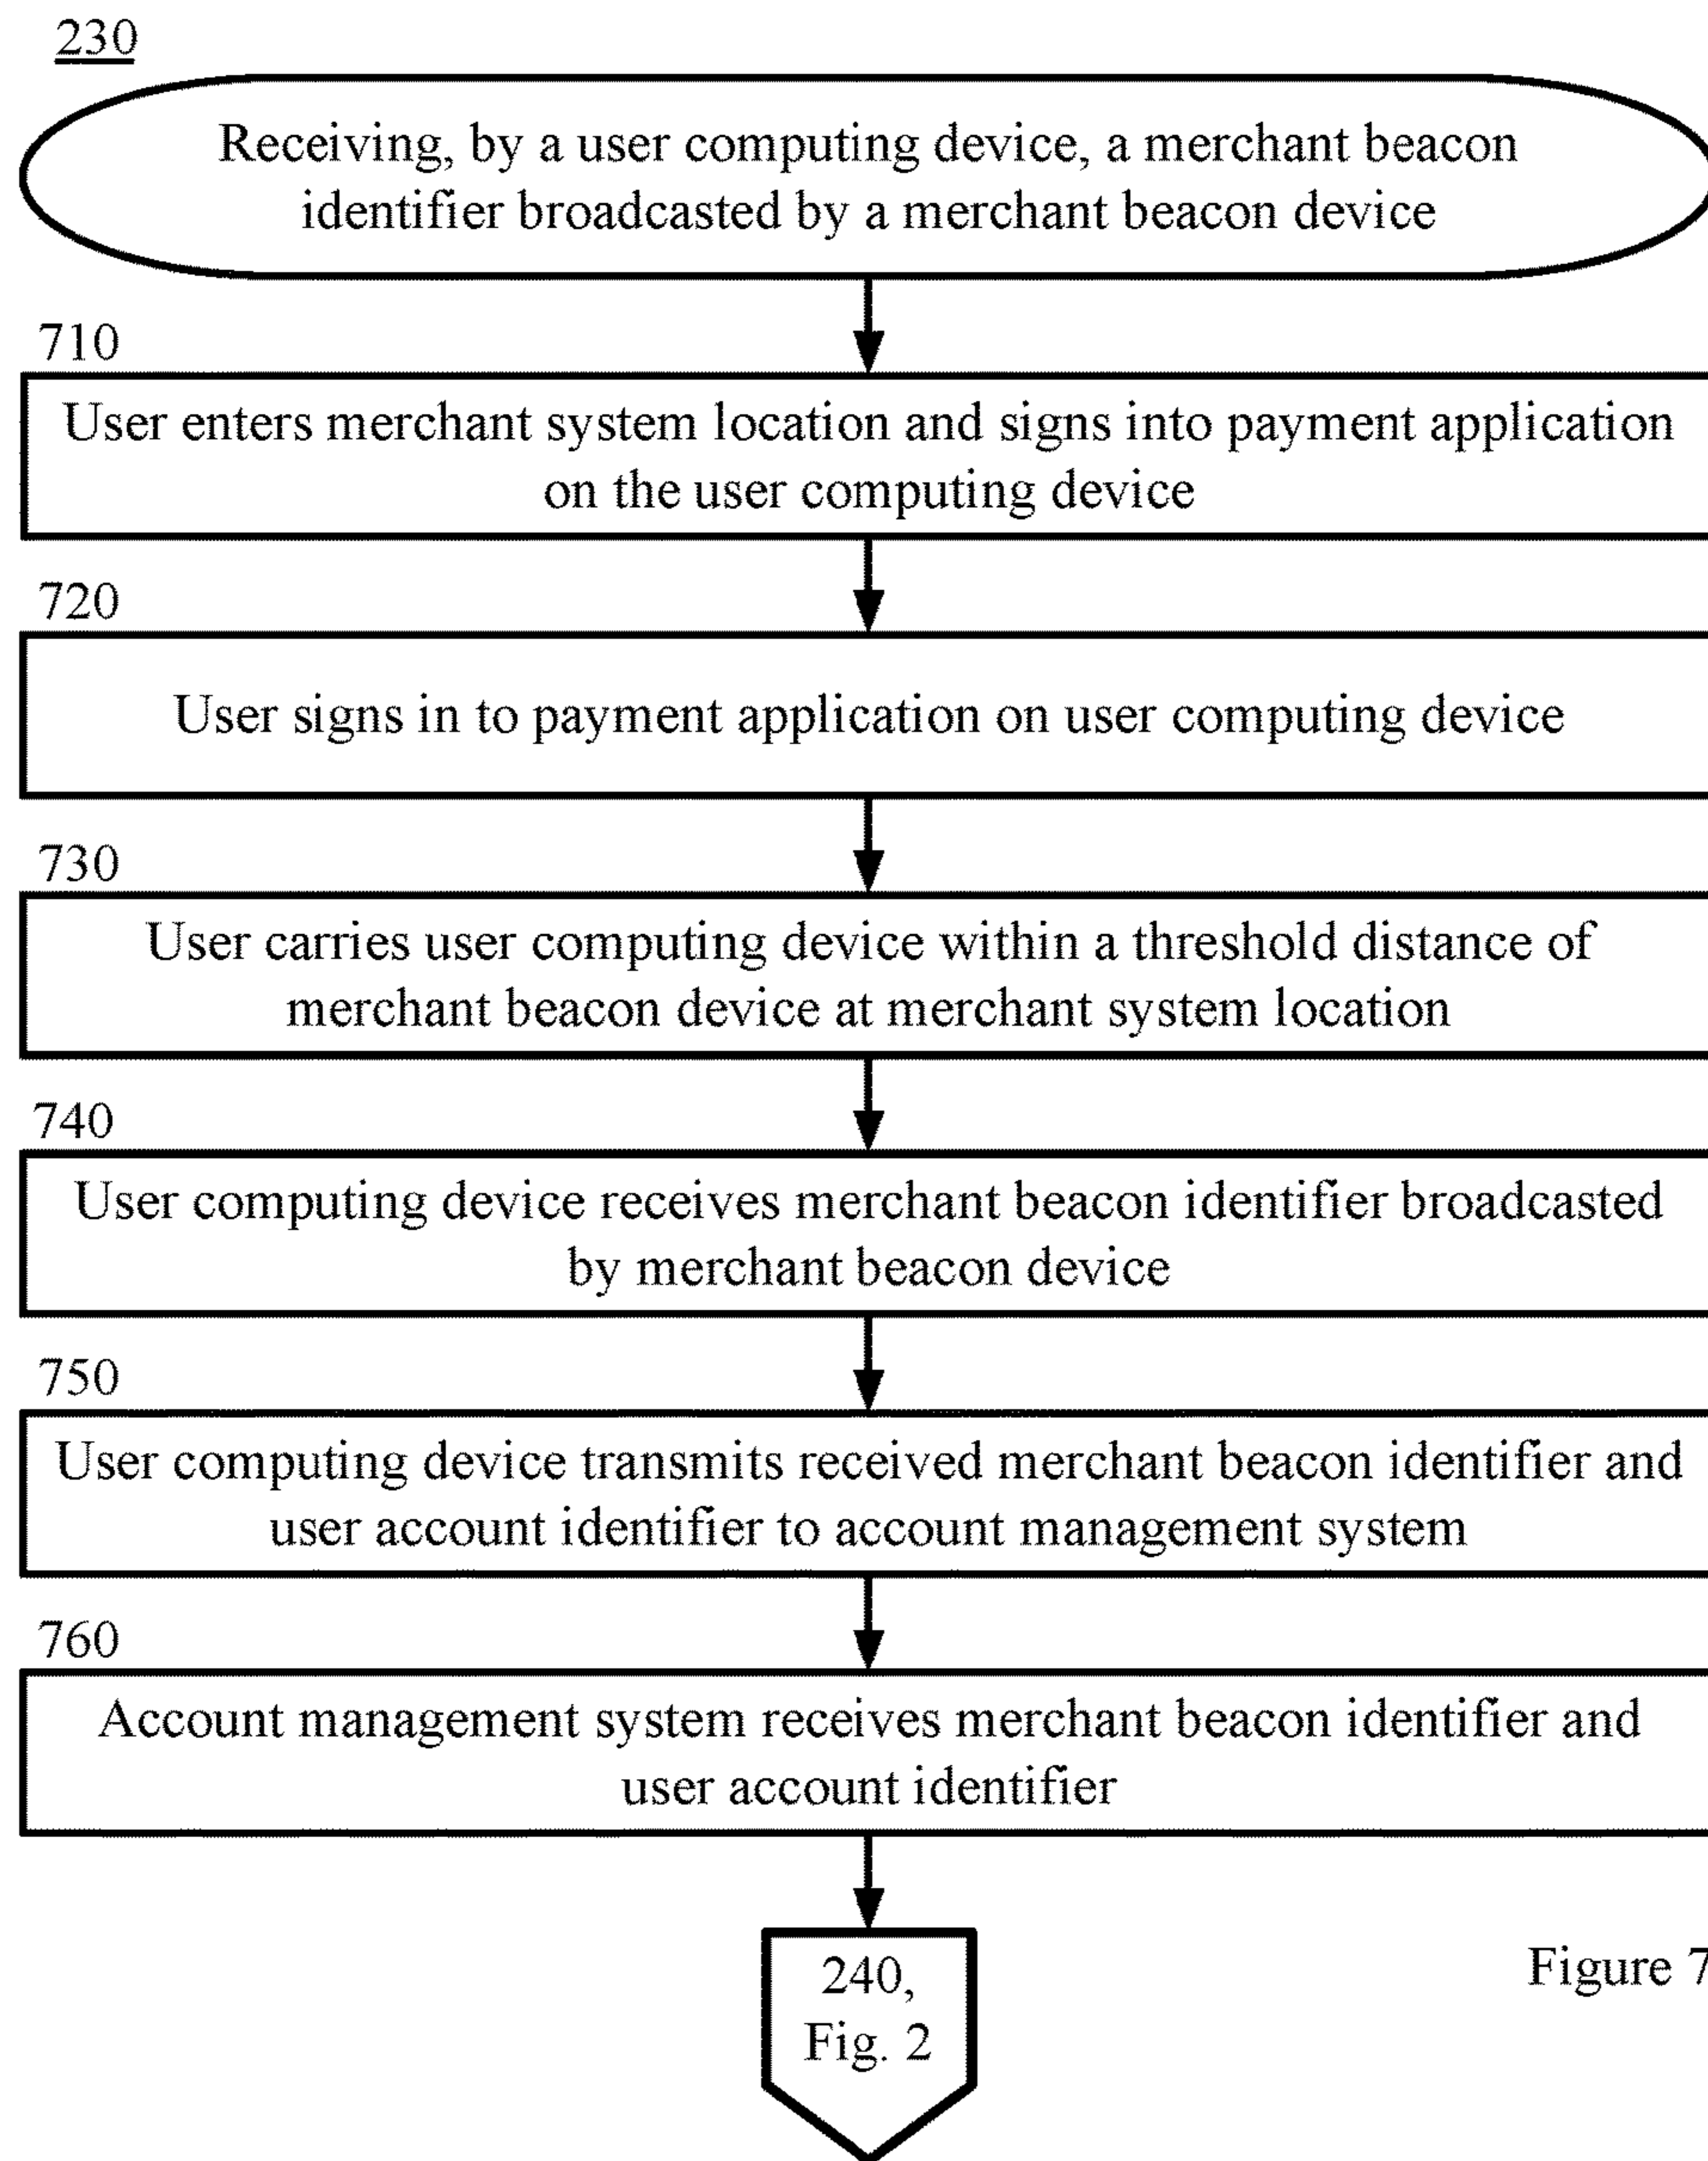 230
Receiving, by a user computing device, a merchant beacon
identifier broadcasted by a merchant beacon device
710
User enters merchant system location and signs into payment application
on the user computing device
720
User signs in to payment application on user computing device
730
User carries user computing device within a threshold distance of
merchant beacon device at merchant system location
740
User computing device receives merchant beacon identifier broadcasted
by merchant beacon device
750
User computing device transmits received merchant beacon identifier and
user account identifier to account management system
760
Account management system receives merchant beacon identifier and
user account identifier
240,
Fig. 2
Figure 7